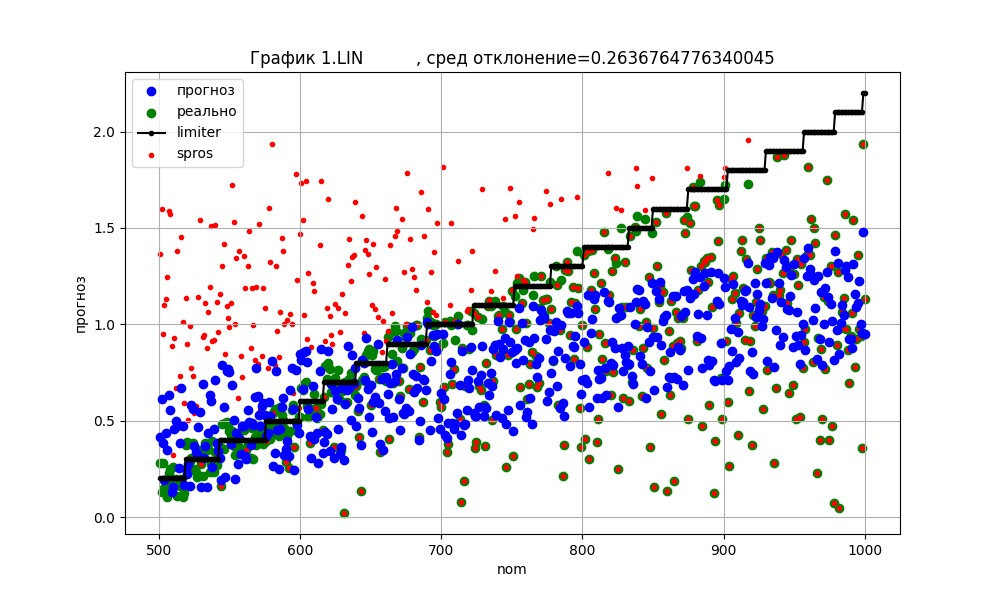 График 1.LIN          , сред отклонение=0.2636764776340045
прогноз
реально
limiter
spros
прогноз
2.0
1.5
1.0
0.5
0.0
500 600 700 800 900 1000
nom